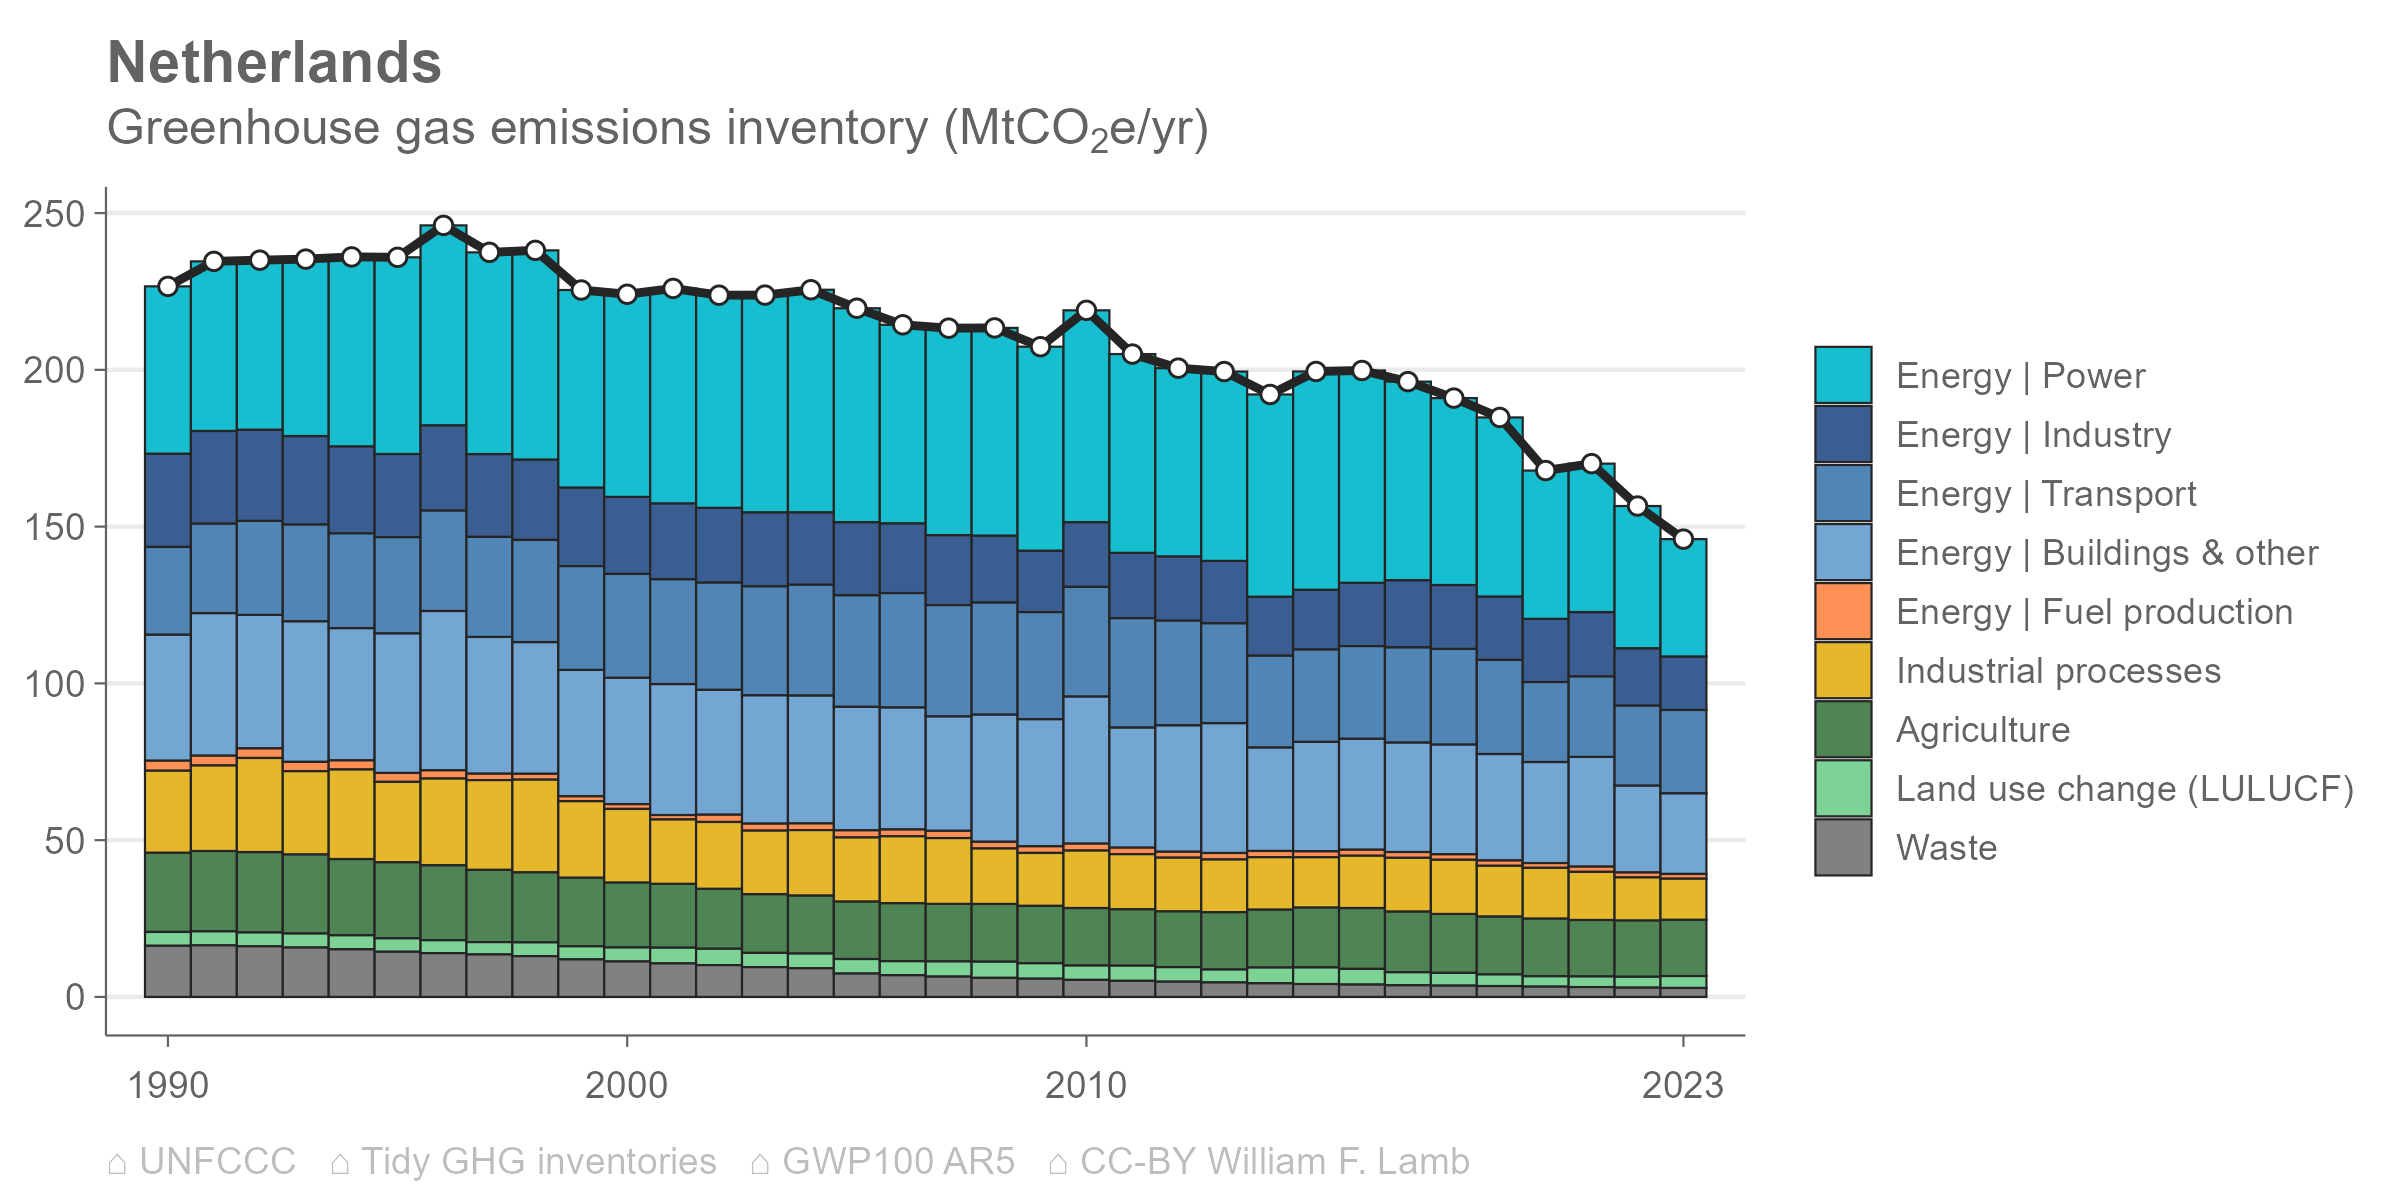 Netherlands
Greenhouse gas emissions inventory (MtCO₂e/yr)
250
200
150
100
50
0
1990 2000 2010 2023
Energy | Power
Energy | Industry
Energy | Transport
Energy | Buildings & other
Energy | Fuel production
Industrial processes
Agriculture
Land use change (LULUCF)
Waste
⌂ UNFCCC ⌂ Tidy GHG inventories ⌂ GWP100 AR5 ⌂ CC-BY William F. Lamb